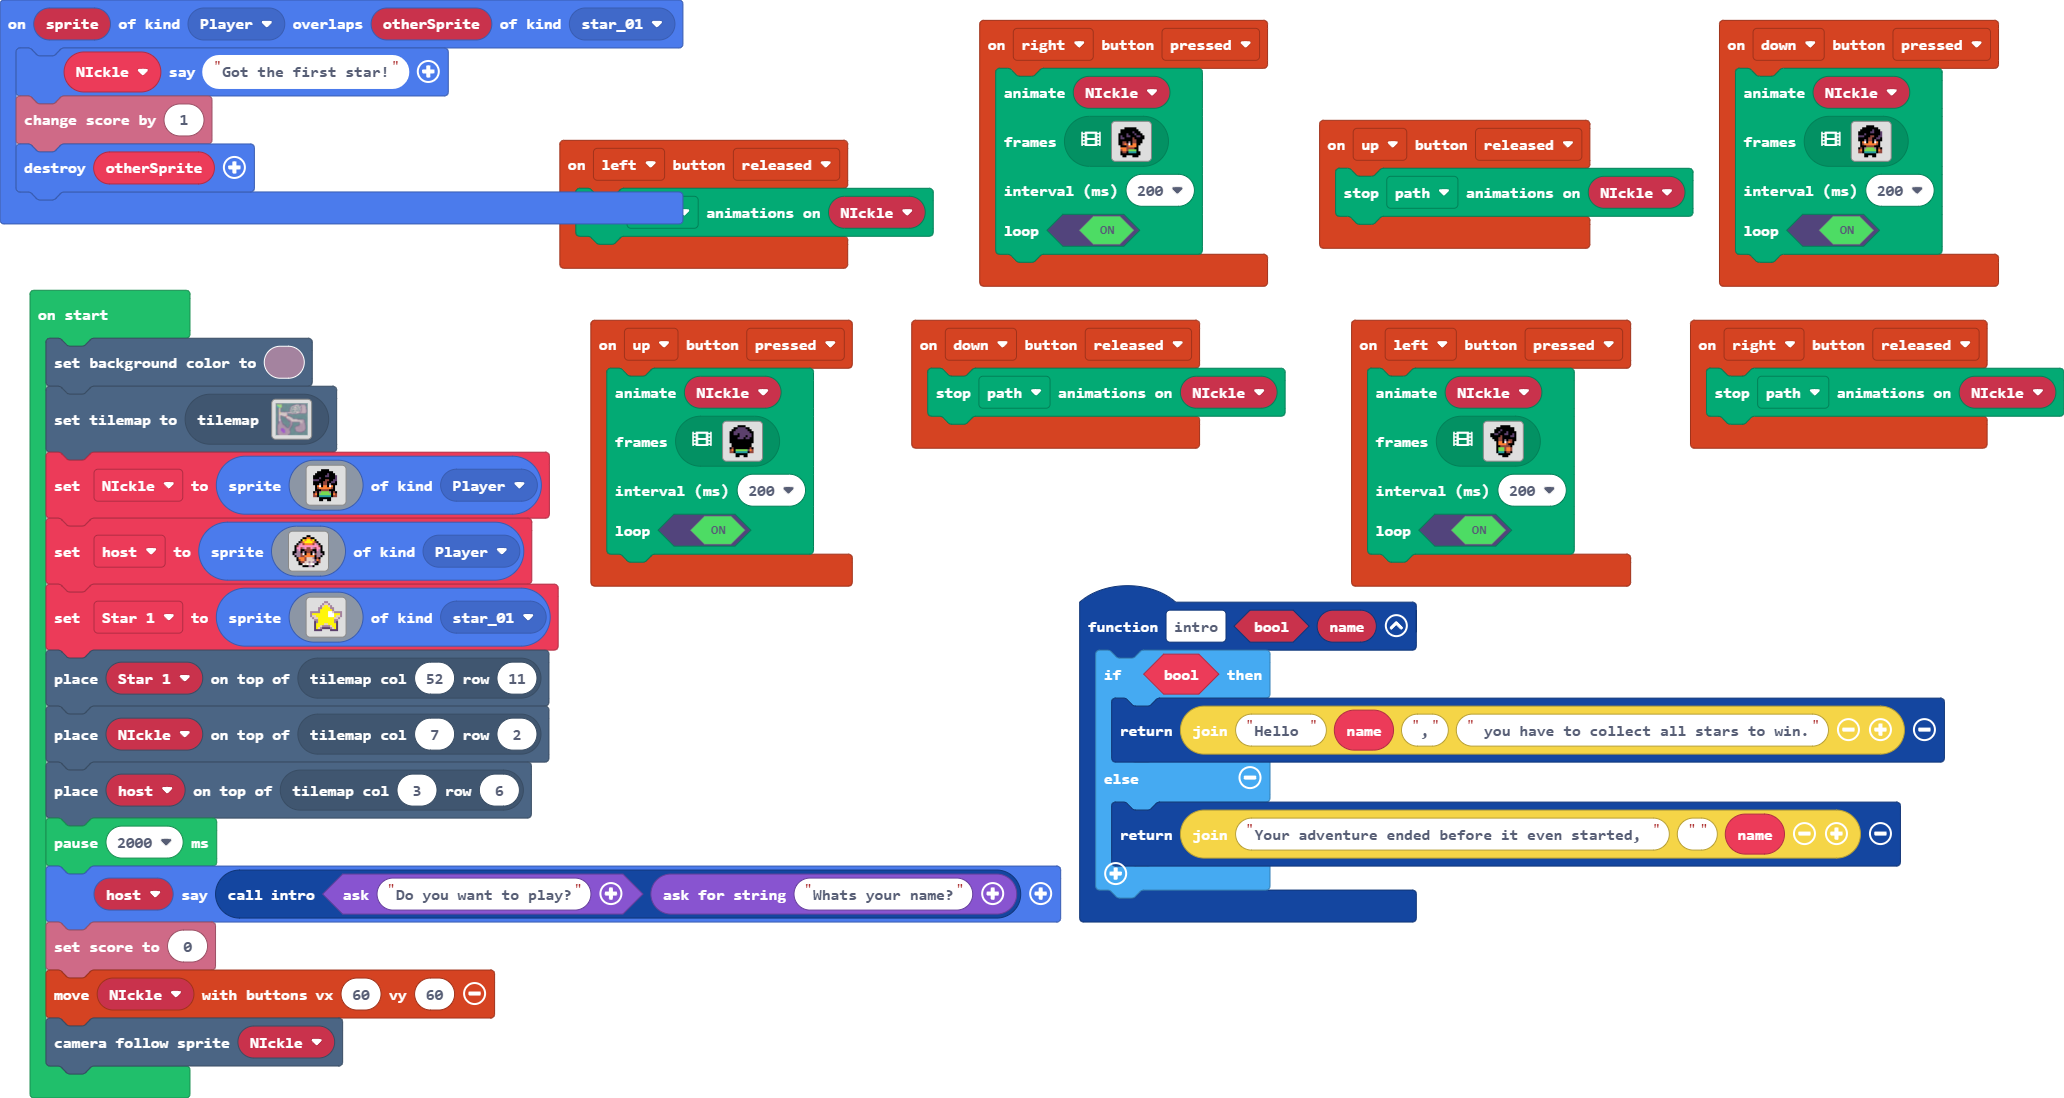 on sprite of kind Player overlaps otherSprite of kind star_01
NIckle say "Got the first star!"
change score by 1
destroy otherSprite
on left button released
animations on NIckle
on right button pressed
animate NIckle
frames
interval (ms) 200
loop ON
on up button released
stop path animations on NIckle
on down button pressed
animate NIckle
frames
interval (ms) 200
loop ON
on start
set background color to
set tilemap to tilemap
set NIckle to sprite of kind Player
set host to sprite of kind Player
set Star 1 to sprite of kind star_01
place Star 1 on top of tilemap col 52 row 11
place NIckle on top of tilemap col 7 row 2
place host on top of tilemap col 3 row 6
pause 2000 ms
host say call intro ask "Do you want to play?" ask for string "Whats your name?"
set score to 0
move NIckle with buttons vx 60 vy 60
camera follow sprite NIckle
on up button pressed
animate NIckle
frames
interval (ms) 200
loop ON
on down button released
stop path animations on NIckle
on left button pressed
animate NIckle
frames
interval (ms) 200
loop ON
on right button released
stop path animations on NIckle
function intro bool name
if bool then
return join "Hello " name "," " you have to collect all stars to win."
else
return join "Your adventure ended before it even started, " "" name